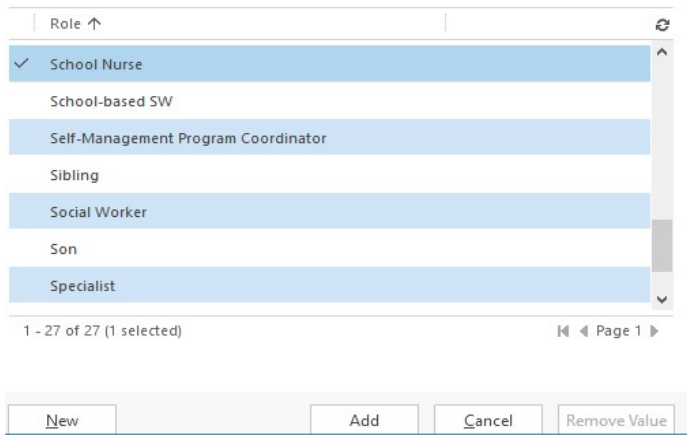 Role
School Nurse
School-based SW
Self-Management Program Coordinator
Sibling
Social Worker
Son
Specialist
1 - 27 of 27 (1 selected) Page 1
New Add Cancel Remove Value